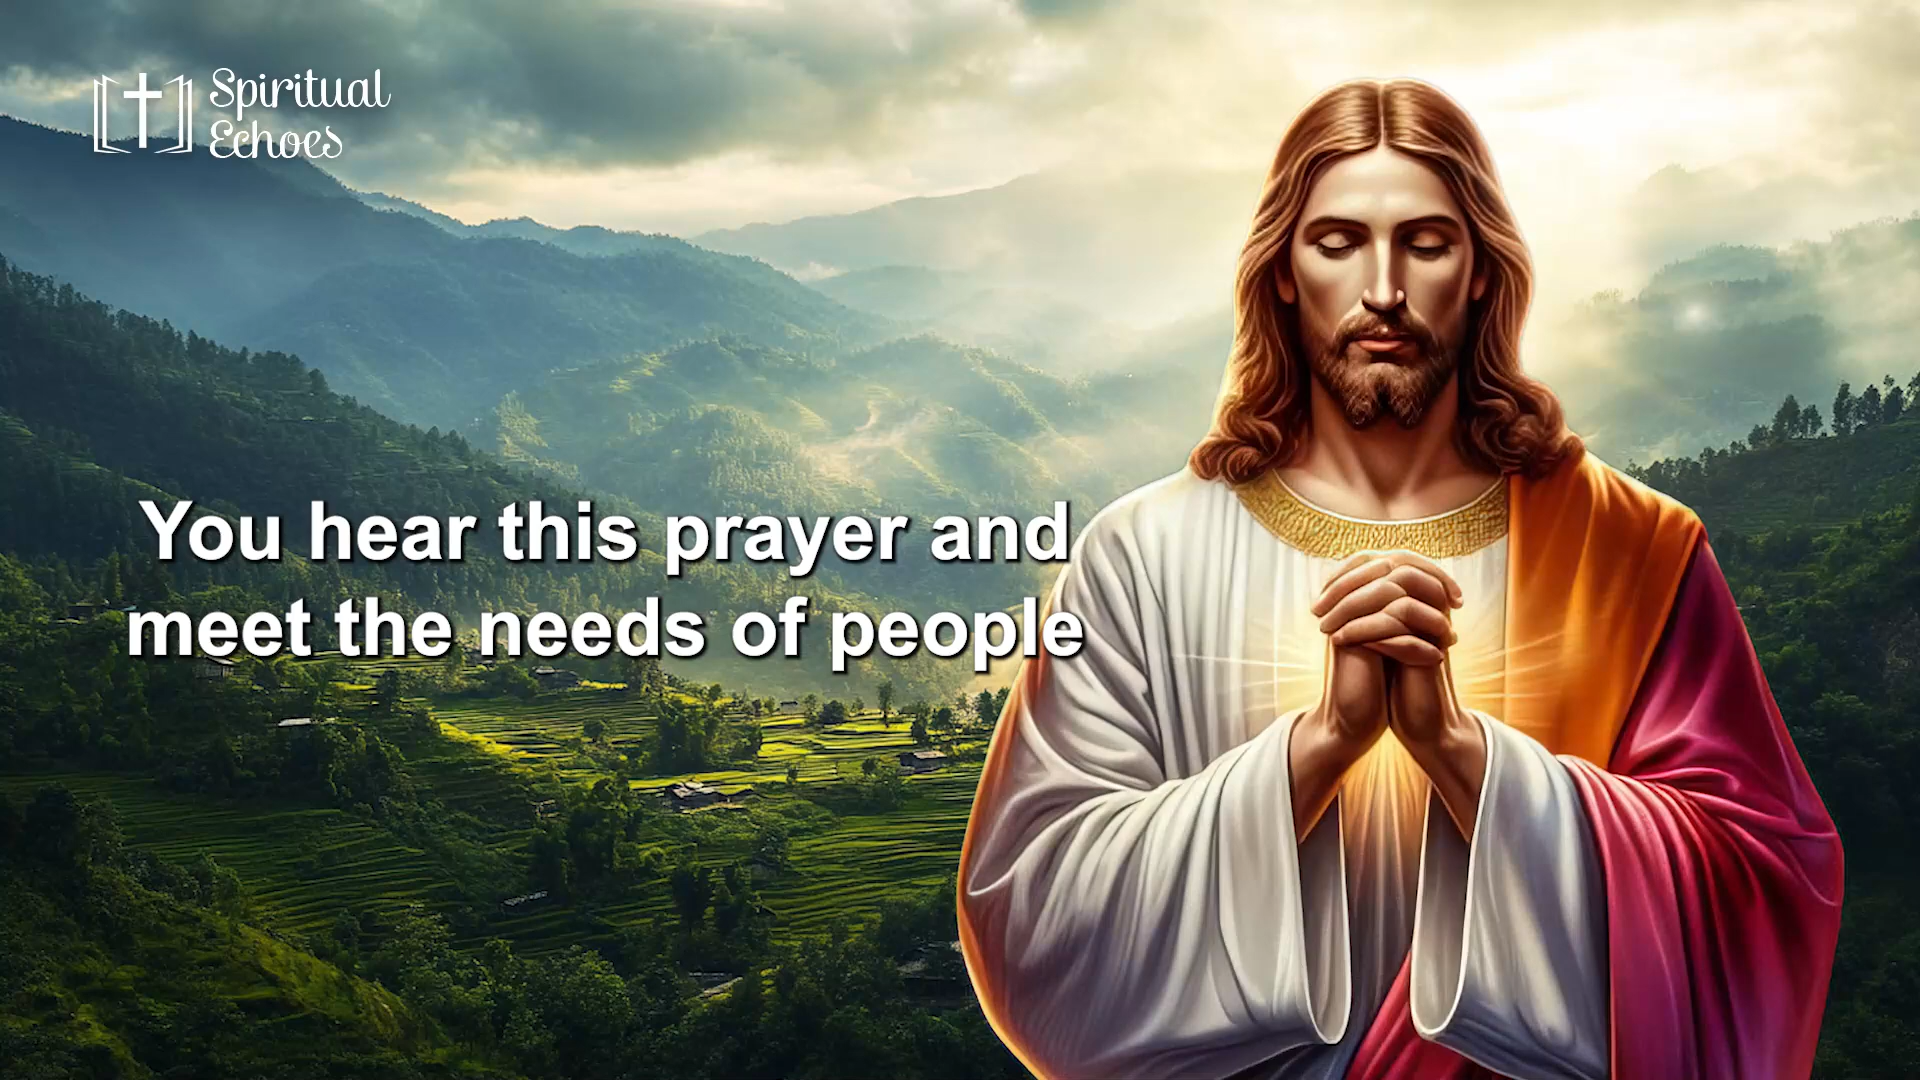 Spiritual
Echoes
You hear this prayer and
meet the needs of people